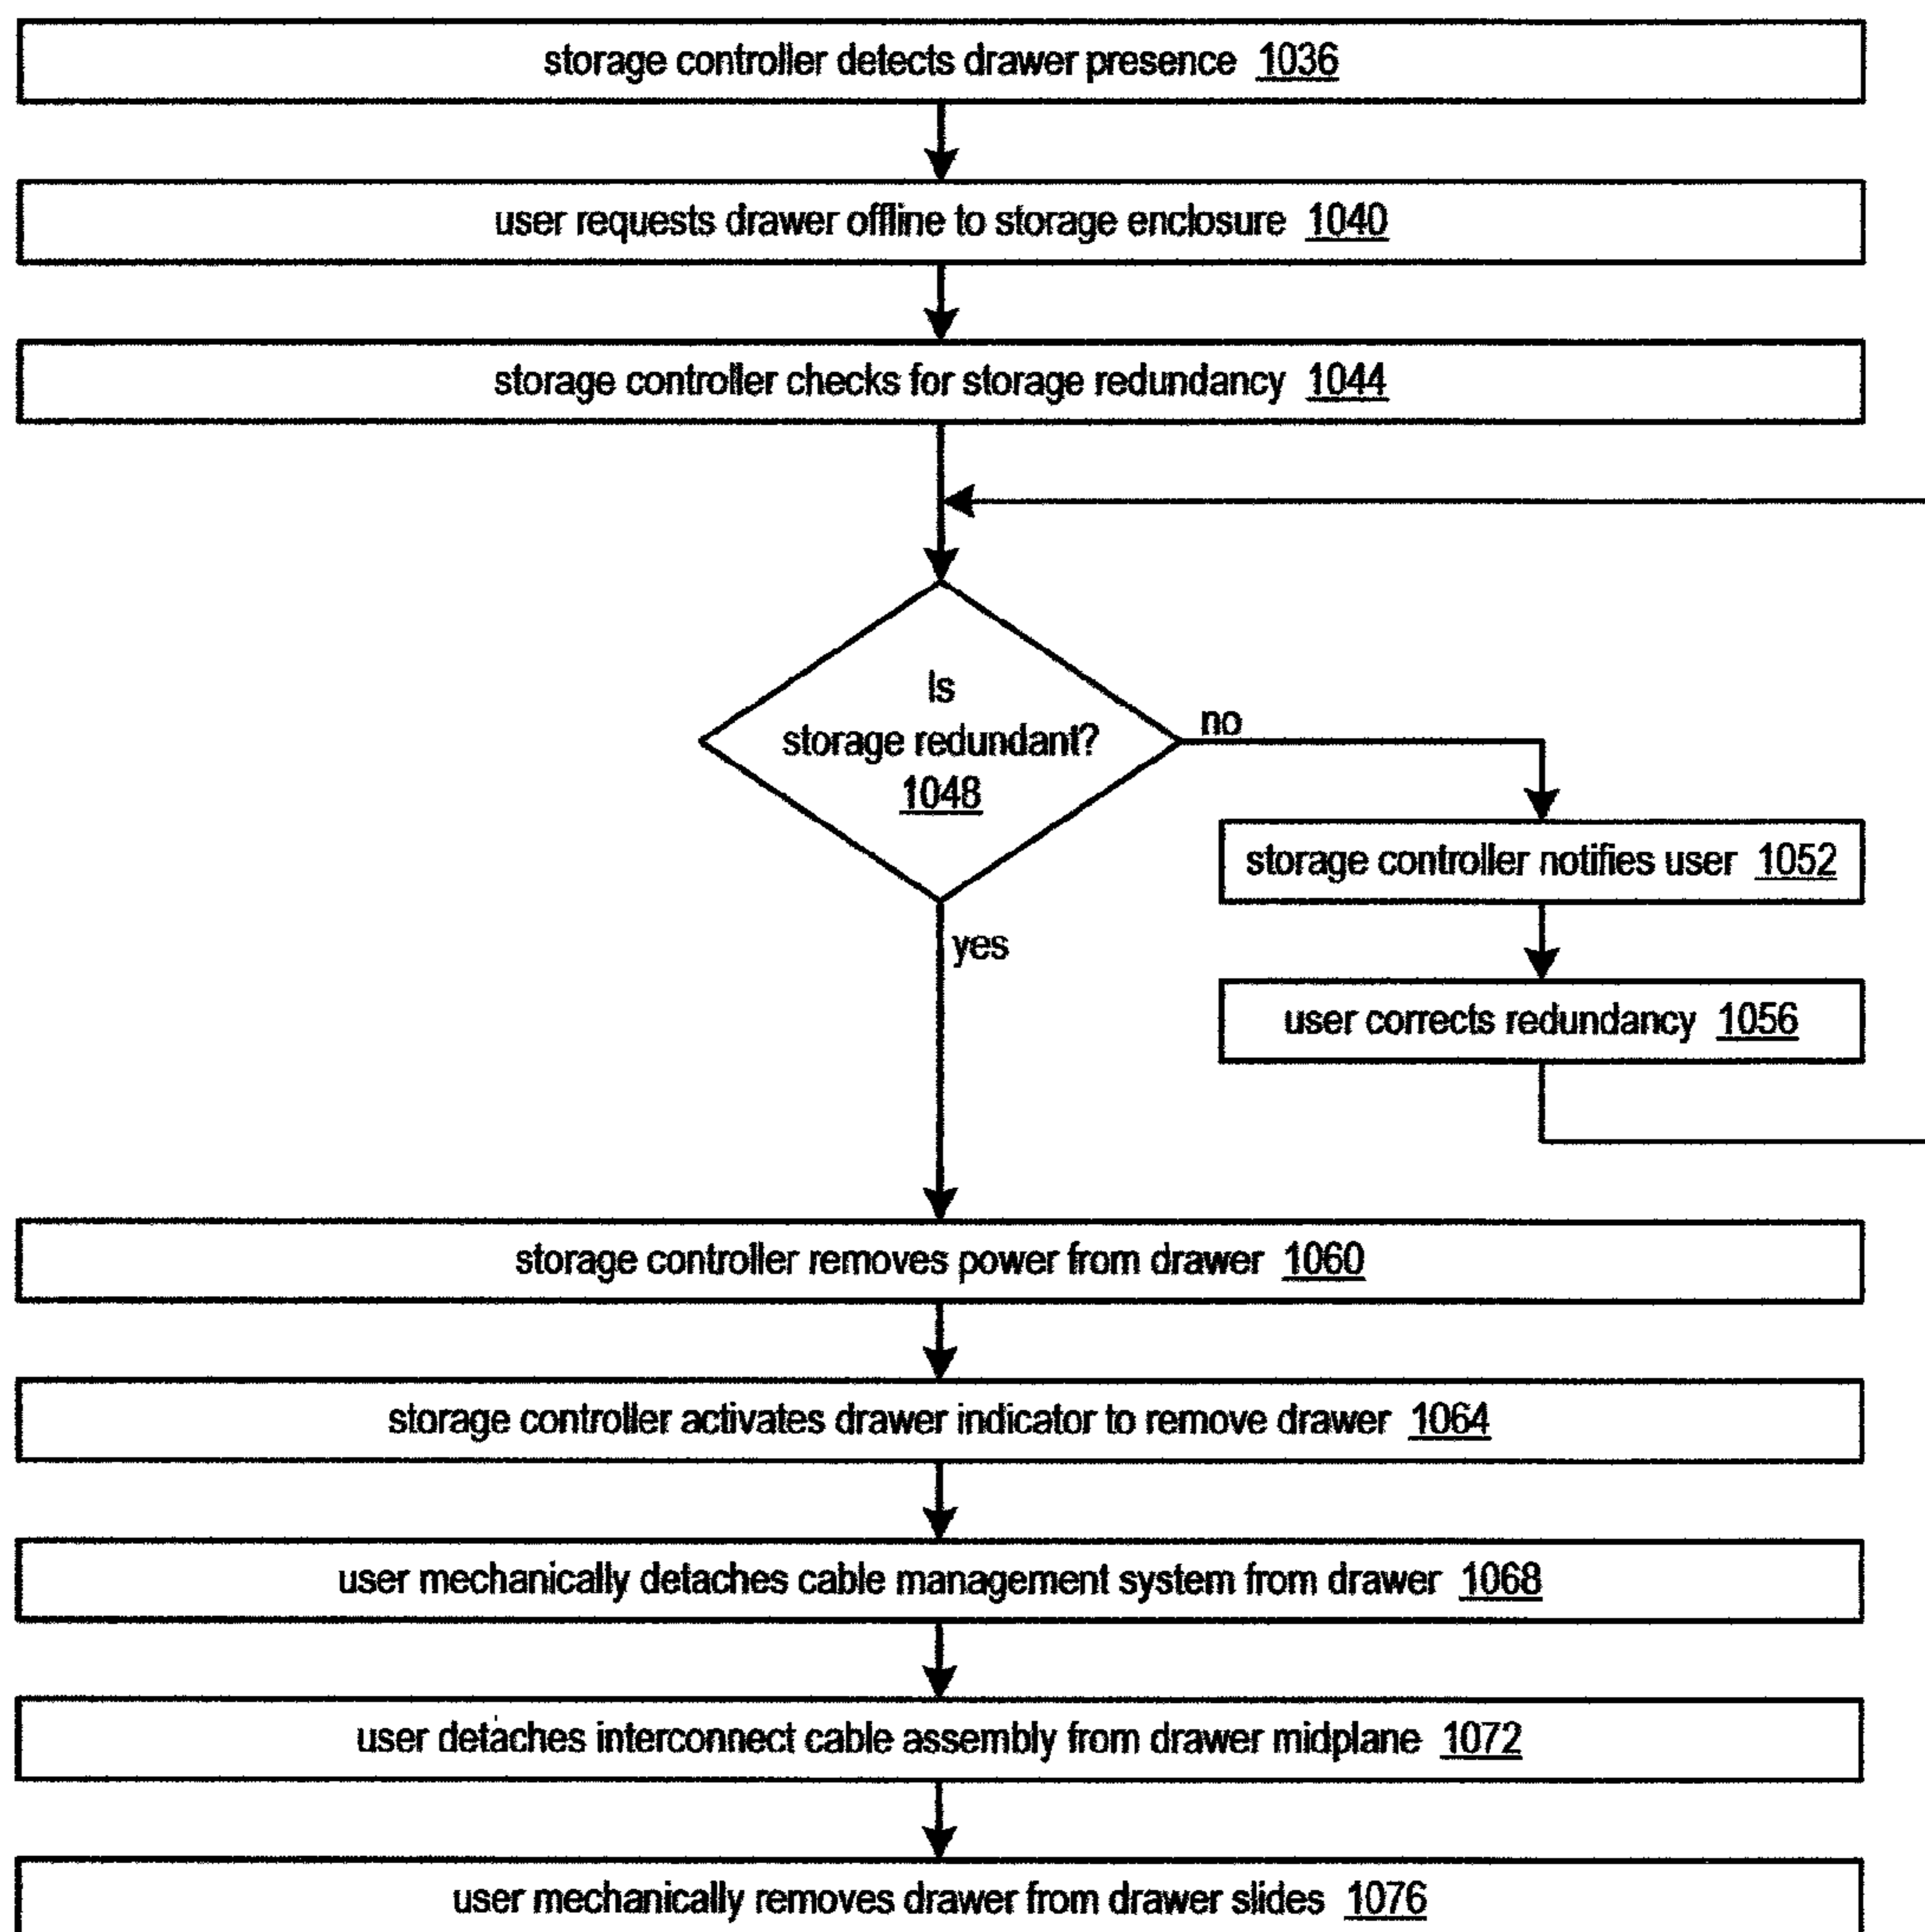 storage controller detects drawer presence 1036
user requests drawer offline to storage enclosure 1040
storage controller checks for storage redundancy 1044
Is
storage redundant?
1048
no
storage controller notifies user 1052
user corrects redundancy 1056
yes
storage controller removes power from drawer 1060
storage controller activates drawer indicator to remove drawer 1064
user mechanically detaches cable management system from drawer 1068
user detaches interconnect cable assembly from drawer midplane 1072
user mechanically removes drawer from drawer slides 1076